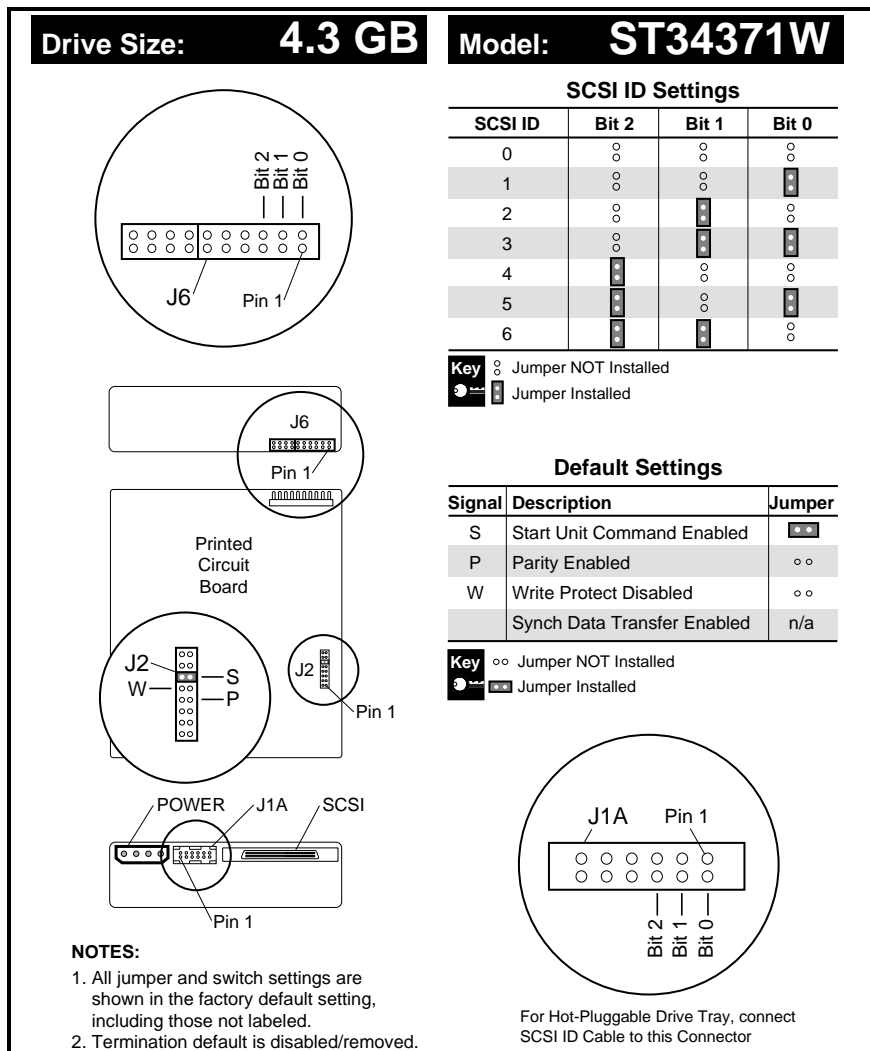 Drive Size: 4.3 GB
Model: ST34371W
Bit 2
Bit 1
Bit 0
J6
Pin 1
J6
Pin 1
Printed
Circuit
Board
J2
W
S
P
J2
Pin 1
POWER
J1A
SCSI
Pin 1
NOTES:
1. All jumper and switch settings are
shown in the factory default setting,
including those not labeled.
2. Termination default is disabled/removed.
SCSI ID Settings
SCSI ID Bit 2 Bit 1 Bit 0
0
1
2
3
4
5
6
Key Jumper NOT Installed
Jumper Installed
Default Settings
Signal Description Jumper
S Start Unit Command Enabled
P Parity Enabled
W Write Protect Disabled
Synch Data Transfer Enabled n/a
Key Jumper NOT Installed
Jumper Installed
J1A
Pin 1
Bit 2
Bit 1
Bit 0
For Hot-Pluggable Drive Tray, connect
SCSI ID Cable to this Connector